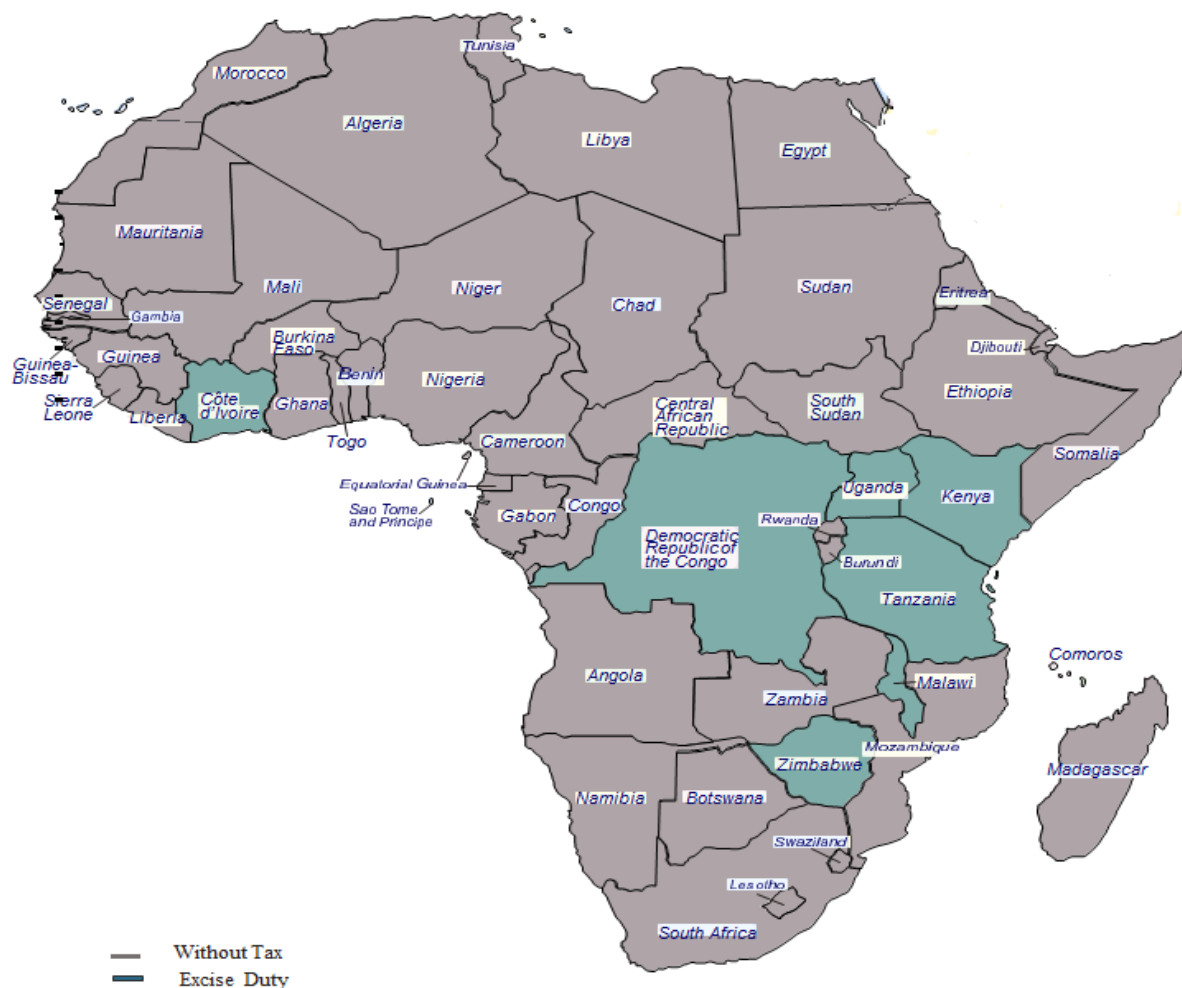 Tunisia
Morocco
Algeria
Libya
Egypt
Mauritania
Mali
Niger
Chad
Sudan
Eritrea
Senegal
Gambia
Burkina
Faso
Djibouti
Guinea-
Bissau
Guinea
Benin
Nigeria
Ethiopia
Sierra
Leone
Liberia
Côte
d'Ivoire
Ghana
Togo
Central
African
Republic
South
Sudan
Cameroon
Somalia
Equatorial Guinea
Sao Tome
and Principe
Gabon
Congo
Uganda
Kenya
Rwanda
Democratic
Republic of
the Congo
Burundi
Tanzania
Comoros
Angola
Zambia
Malawi
Mozambique
Zimbabwe
Madagascar
Namibia
Botswana
Swaziland
Lesotho
South Africa
Without Tax
Excise Duty